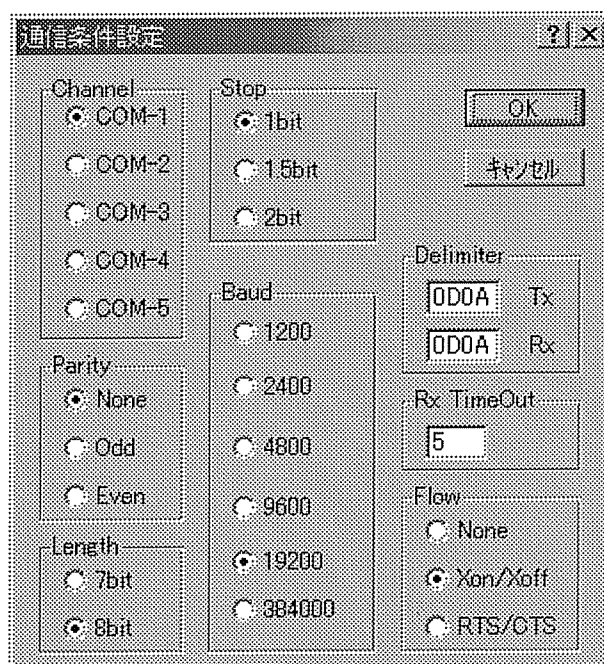 通信条件設定
? ×
Channel
COM-1
COM-2
COM-3
COM-4
COM-5
Parity
None
Odd
Even
Length
7bit
8bit
Stop
1bit
1.5bit
2bit
Baud
1200
2400
4800
9600
19200
384000
OK
キャンセル
Delimiter
0D0A Tx
0D0A Rx
Rx TimeOut
5
Flow
None
Xon/Xoff
RTS/CTS